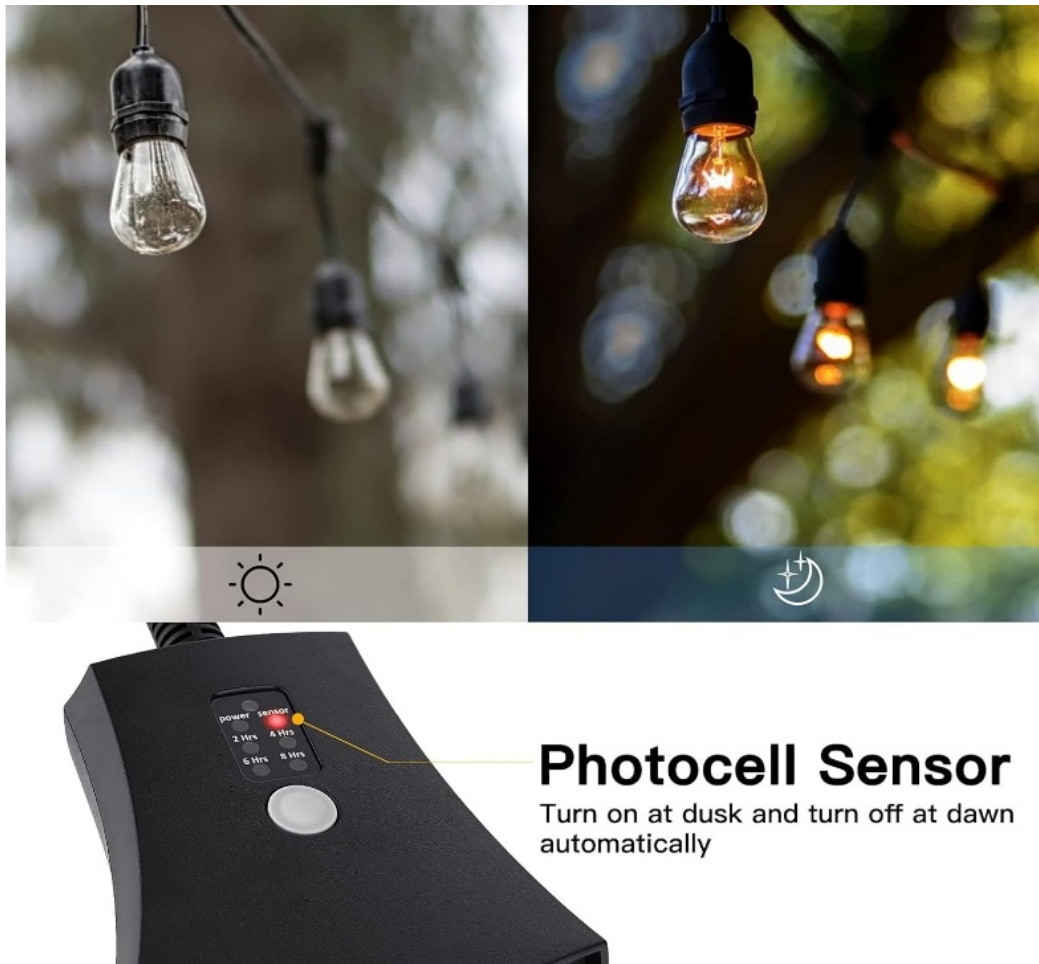 power sensor
2 Hrs 4 Hrs
6 Hrs 8 Hrs
Photocell Sensor
Turn on at dusk and turn off at dawn
automatically